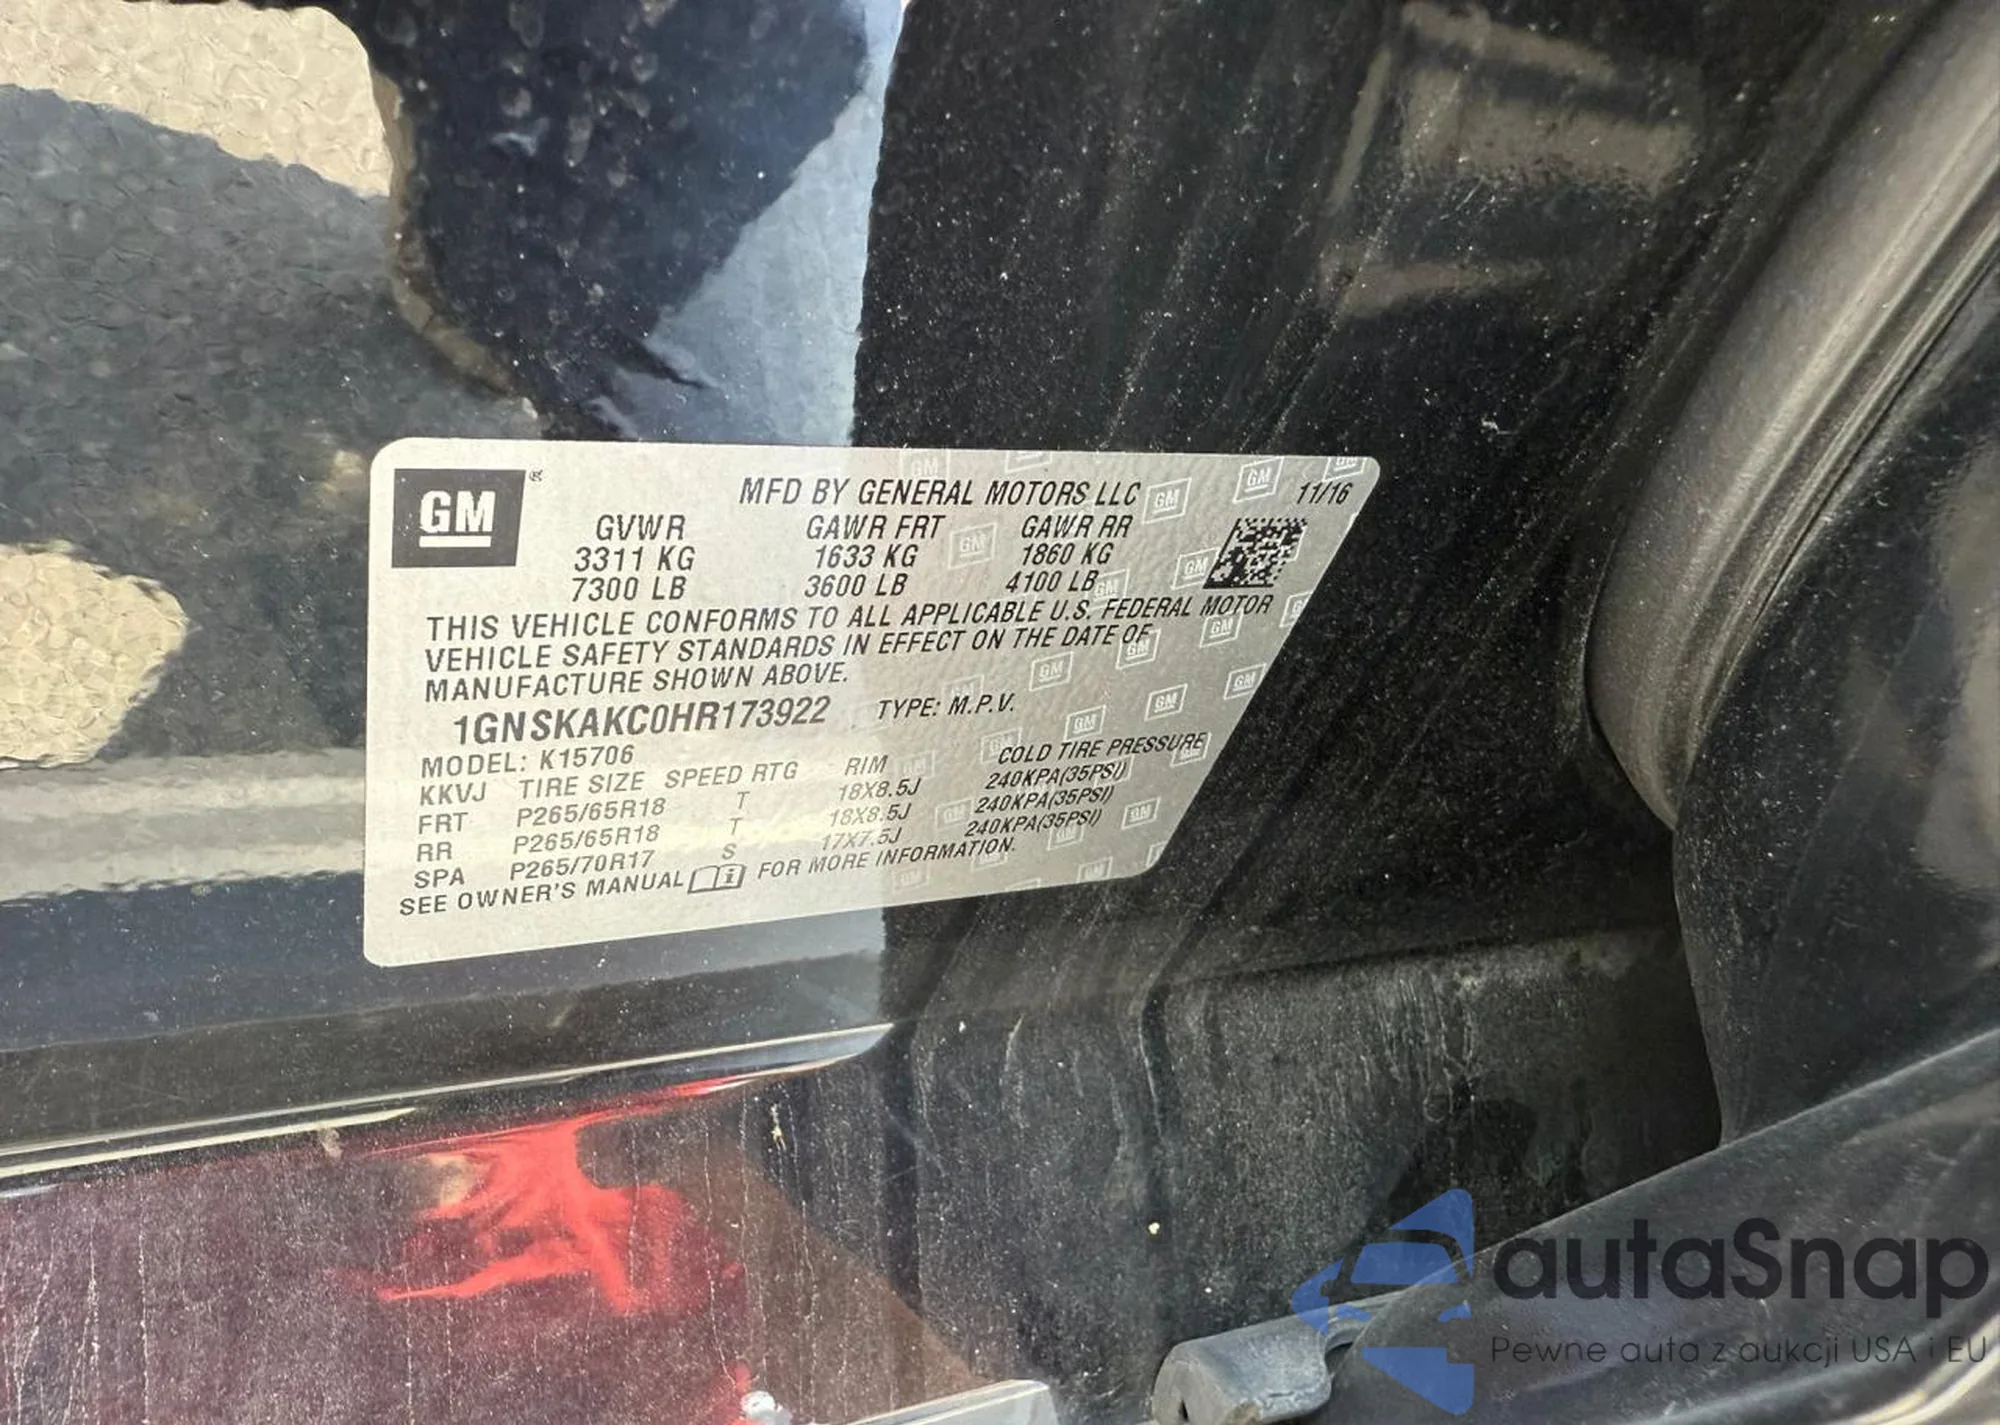 GM ®
MFD BY GENERAL MOTORS LLC 11/16
GVWR GAWR FRT GAWR RR
3311 KG 1633 KG 1860 KG
7300 LB 3600 LB 4100 LB
THIS VEHICLE CONFORMS TO ALL APPLICABLE U.S. FEDERAL MOTOR
VEHICLE SAFETY STANDARDS IN EFFECT ON THE DATE OF
MANUFACTURE SHOWN ABOVE.
1GNSKAKC0HR173922 TYPE: M.P.V.
MODEL: K15706
KKVJ TIRE SIZE SPEED RTG RIM COLD TIRE PRESSURE
FRT P265/65R18 T 18X8.5J 240KPA(35PSI)
RR P265/65R18 T 18X8.5J 240KPA(35PSI)
SPA P265/70R17 S 17X7.5J 240KPA(35PSI)
SEE OWNER'S MANUAL FOR MORE INFORMATION.
autaSnap
Pewne auta z aukcji USA i EU